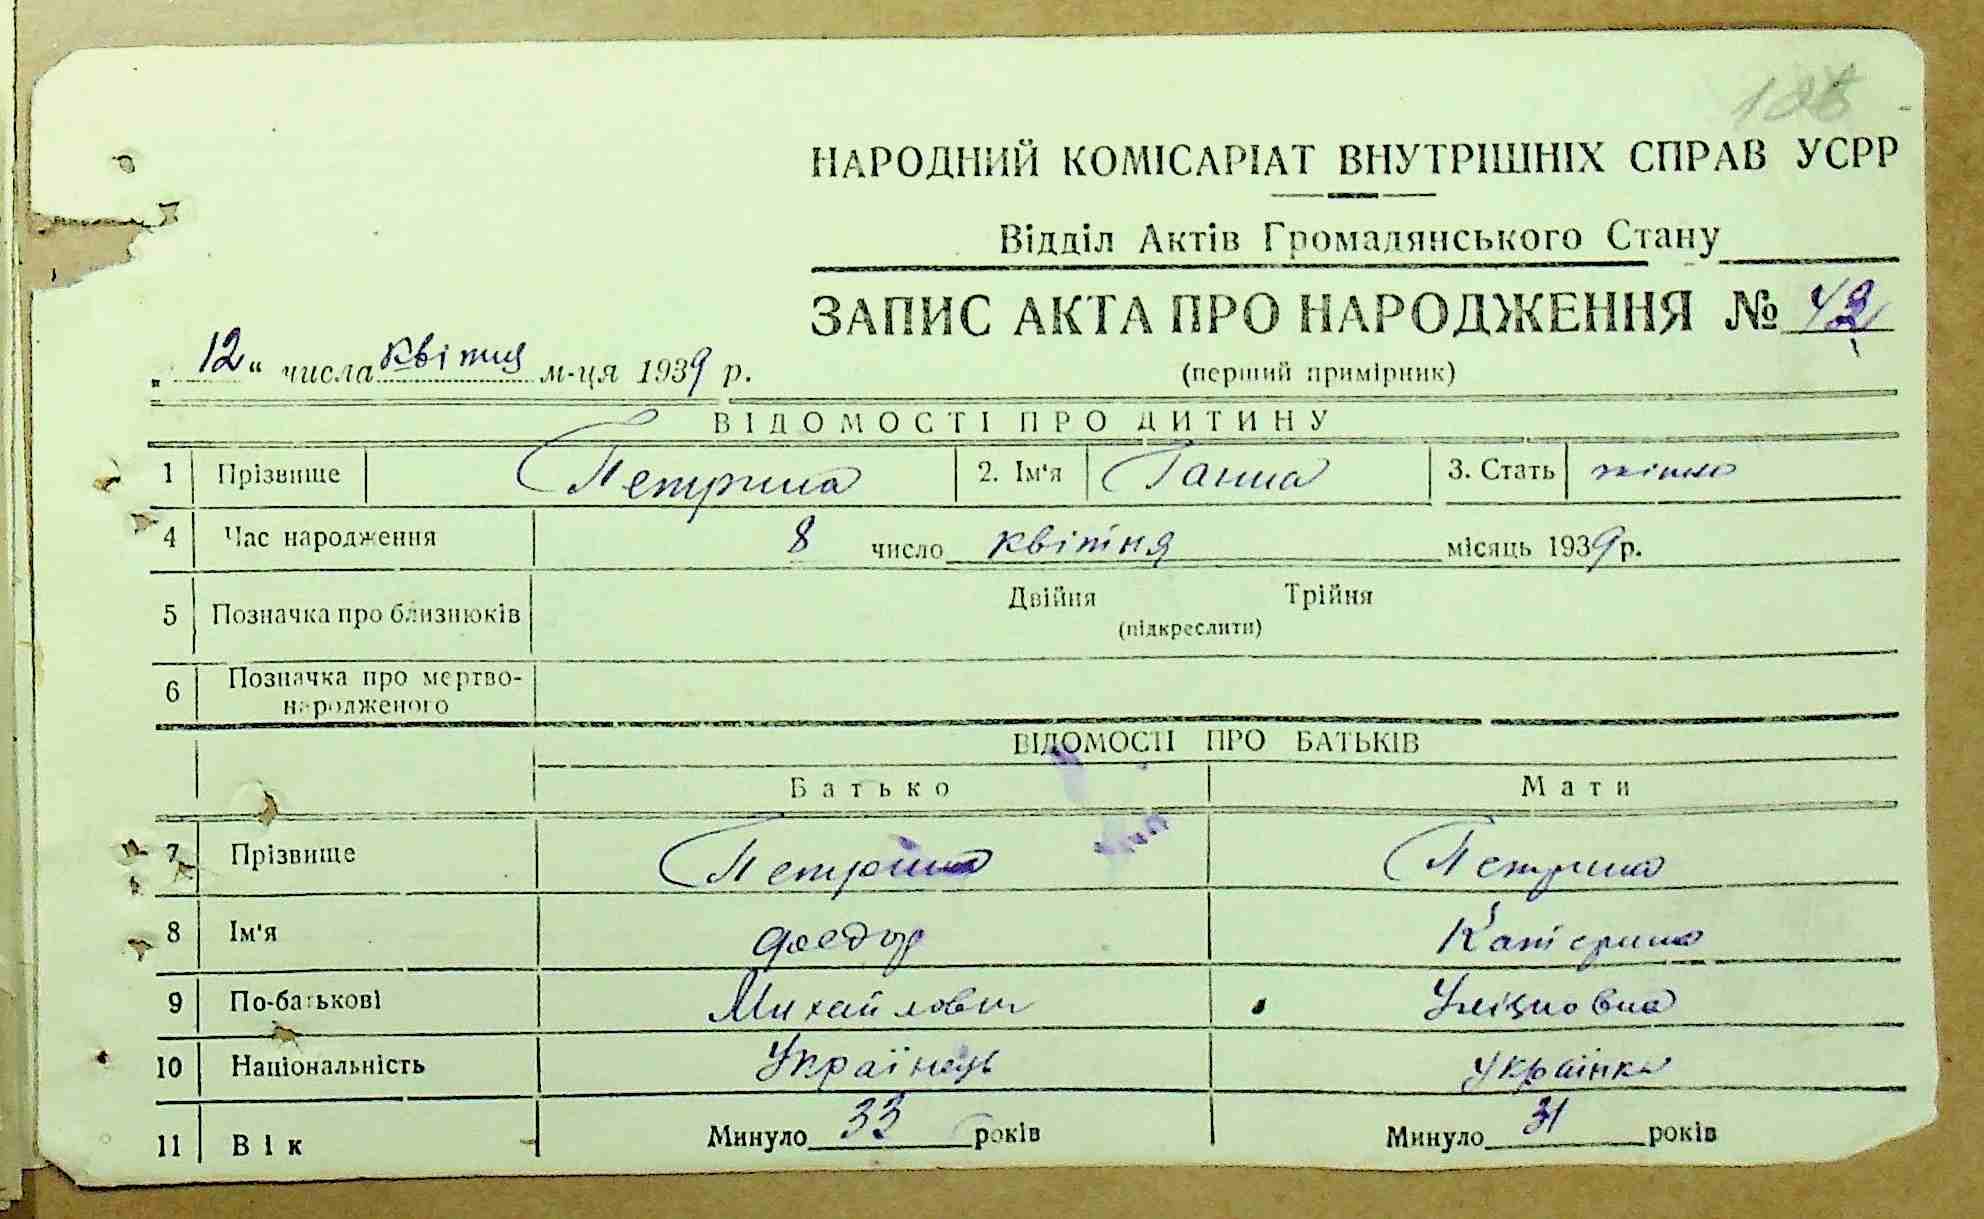 НАРОДНИЙ КОМІСАРІАТ ВНУТРІШНІХ СПРАВ УСРР
Відділ Актів Громадянського Стану
ЗАПИС АКТА ПРО НАРОДЖЕННЯ №
„12“ числа квітня м-ця 1939 р.
(перший примірник)
ВІДОМОСТІ ПРО ДИТИНУ
1 Прізвище Петрина 2. Ім'я Ганна 3. Стать
4 Час народження 8 число квітня місяць 1939 р.
5 Позначка про близнюків Двійня Трійня
(підкреслити)
6 Позначка про мертво-
народженого
ВІДОМОСТІ ПРО БАТЬКІВ
Батько Мати
7 Прізвище Петрина Петрина
8 Ім'я Федор Катерина
9 По-батькові Михайлович
10 Національність Українець Українка
11 Вік Минуло 33 років Минуло 31 років